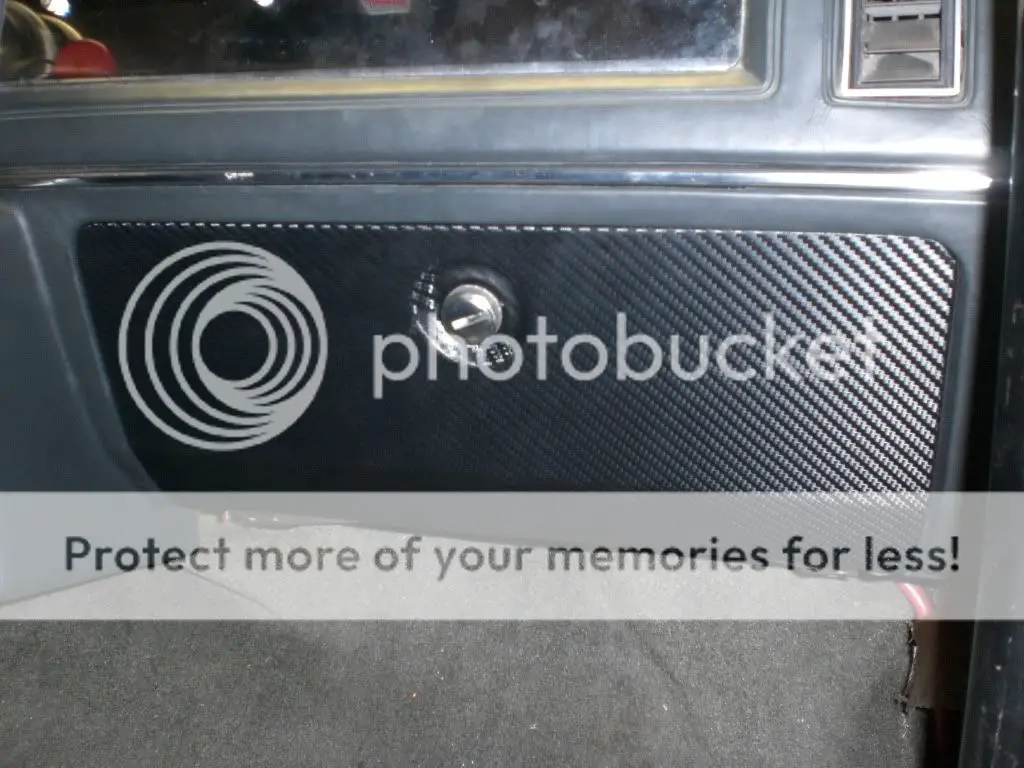 photobucket
Protect more of your memories for less!